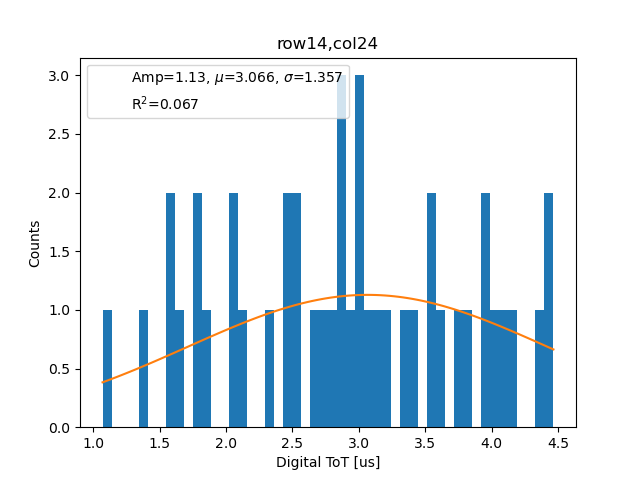 row14,col24
Amp=1.13, μ=3.066, σ=1.357
R²=0.067
3.0
2.5
2.0
1.5
1.0
0.5
0.0
Counts
1.0 1.5 2.0 2.5 3.0 3.5 4.0 4.5
Digital ToT [us]